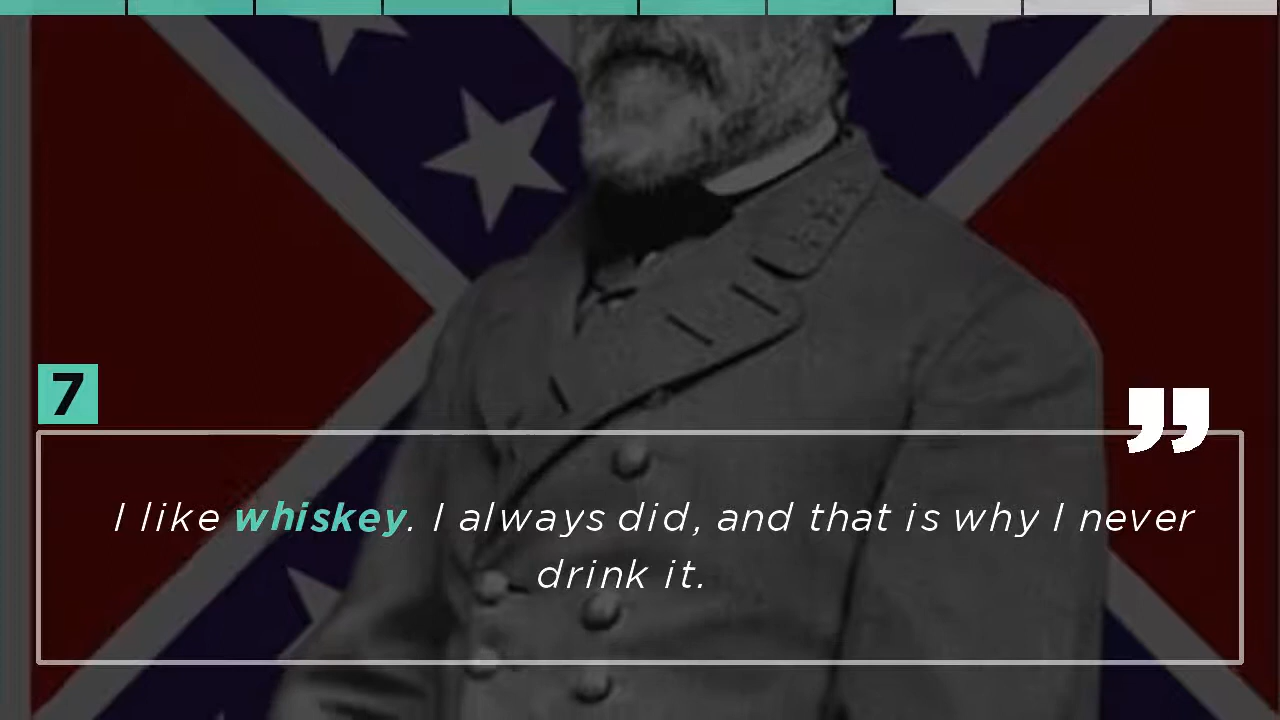 7
”
I like whiskey. I always did, and that is why I never
drink it.